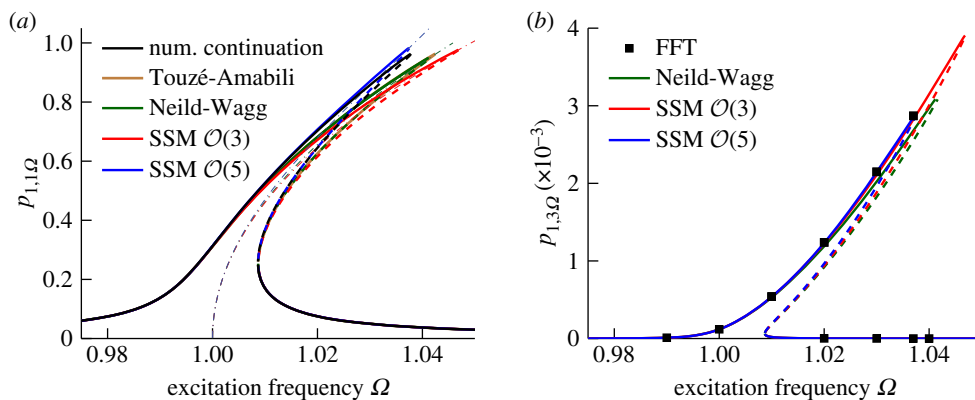 (a)
1.0
0.8
0.6
0.4
0.2
0
p1,1Ω
num. continuation
Touzé-Amabili
Neild-Wagg
SSM O(3)
SSM O(5)
0.98 1.00 1.02 1.04
excitation frequency Ω
(b)
4
3
2
1
0
p1,3Ω (×10−3)
FFT
Neild-Wagg
SSM O(3)
SSM O(5)
0.98 1.00 1.02 1.04
excitation frequency Ω